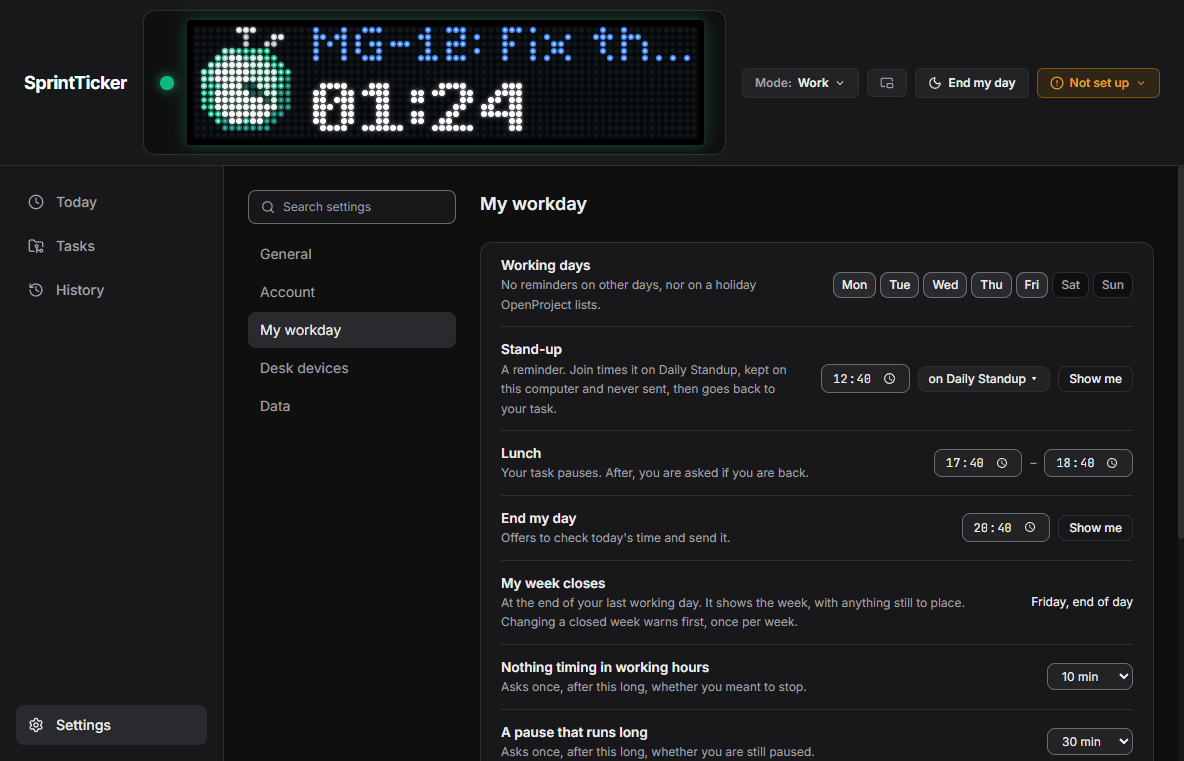 SprintTicker
MG-12: Fix th...
01:24
Mode: Work
End my day
Not set up
Today
Tasks
History
Settings
Search settings
General
Account
My workday
Desk devices
Data
My workday
Working days
No reminders on other days, nor on a holiday
OpenProject lists.
Mon Tue Wed Thu Fri Sat Sun
Stand-up
A reminder. Join times it on Daily Standup, kept on
this computer and never sent, then goes back to
your task.
12:40 on Daily Standup Show me
Lunch
Your task pauses. After, you are asked if you are back.
17:40 – 18:40
End my day
Offers to check today's time and send it.
20:40 Show me
My week closes
At the end of your last working day. It shows the week, with anything still to place.
Changing a closed week warns first, once per week.
Friday, end of day
Nothing timing in working hours
Asks once, after this long, whether you meant to stop.
10 min
A pause that runs long
Asks once, after this long, whether you are still paused.
30 min